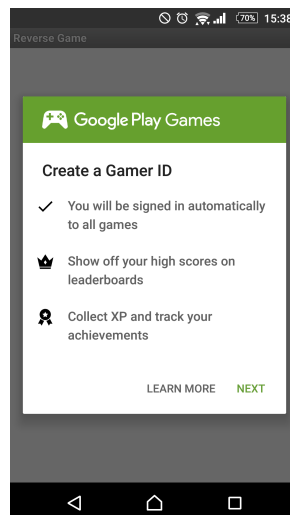 70% 15:38
Reverse Game
Google Play Games
Create a Gamer ID
You will be signed in automatically
to all games
Show off your high scores on
leaderboards
Collect XP and track your
achievements
LEARN MORE NEXT